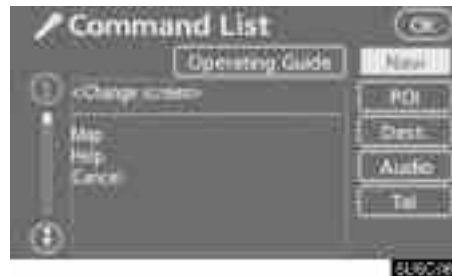 Command List
OK
Operating Guide
Navi
<Change screen>
POI
Map
Dest.
Help
Cancel
Audio
Tel